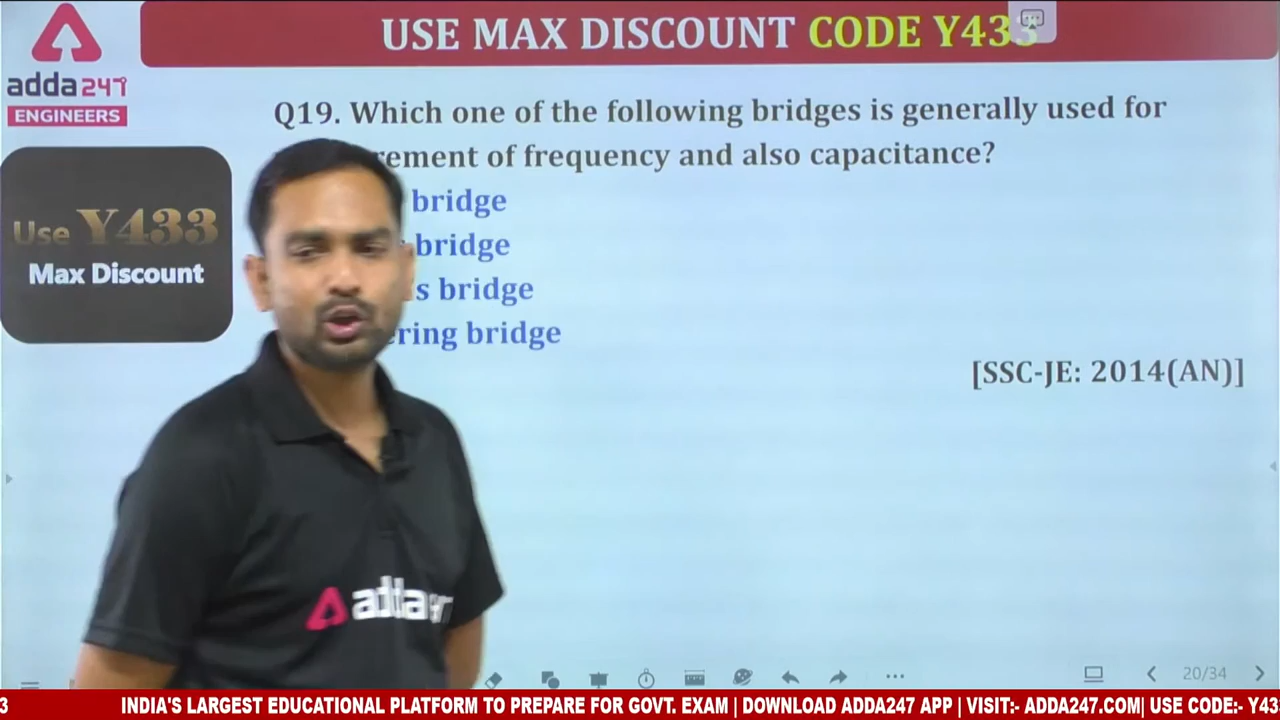 USE MAX DISCOUNT CODE Y433
adda247
ENGINEERS
Use Y433
Max Discount
Q19. Which one of the following bridges is generally used for
rement of frequency and also capacitance?
bridge
bridge
s bridge
ering bridge
[SSC-JE: 2014(AN)]
adda
20/34
3 INDIA'S LARGEST EDUCATIONAL PLATFORM TO PREPARE FOR GOVT. EXAM | DOWNLOAD ADDA247 APP | VISIT:- ADDA247.COM| USE CODE:- Y43